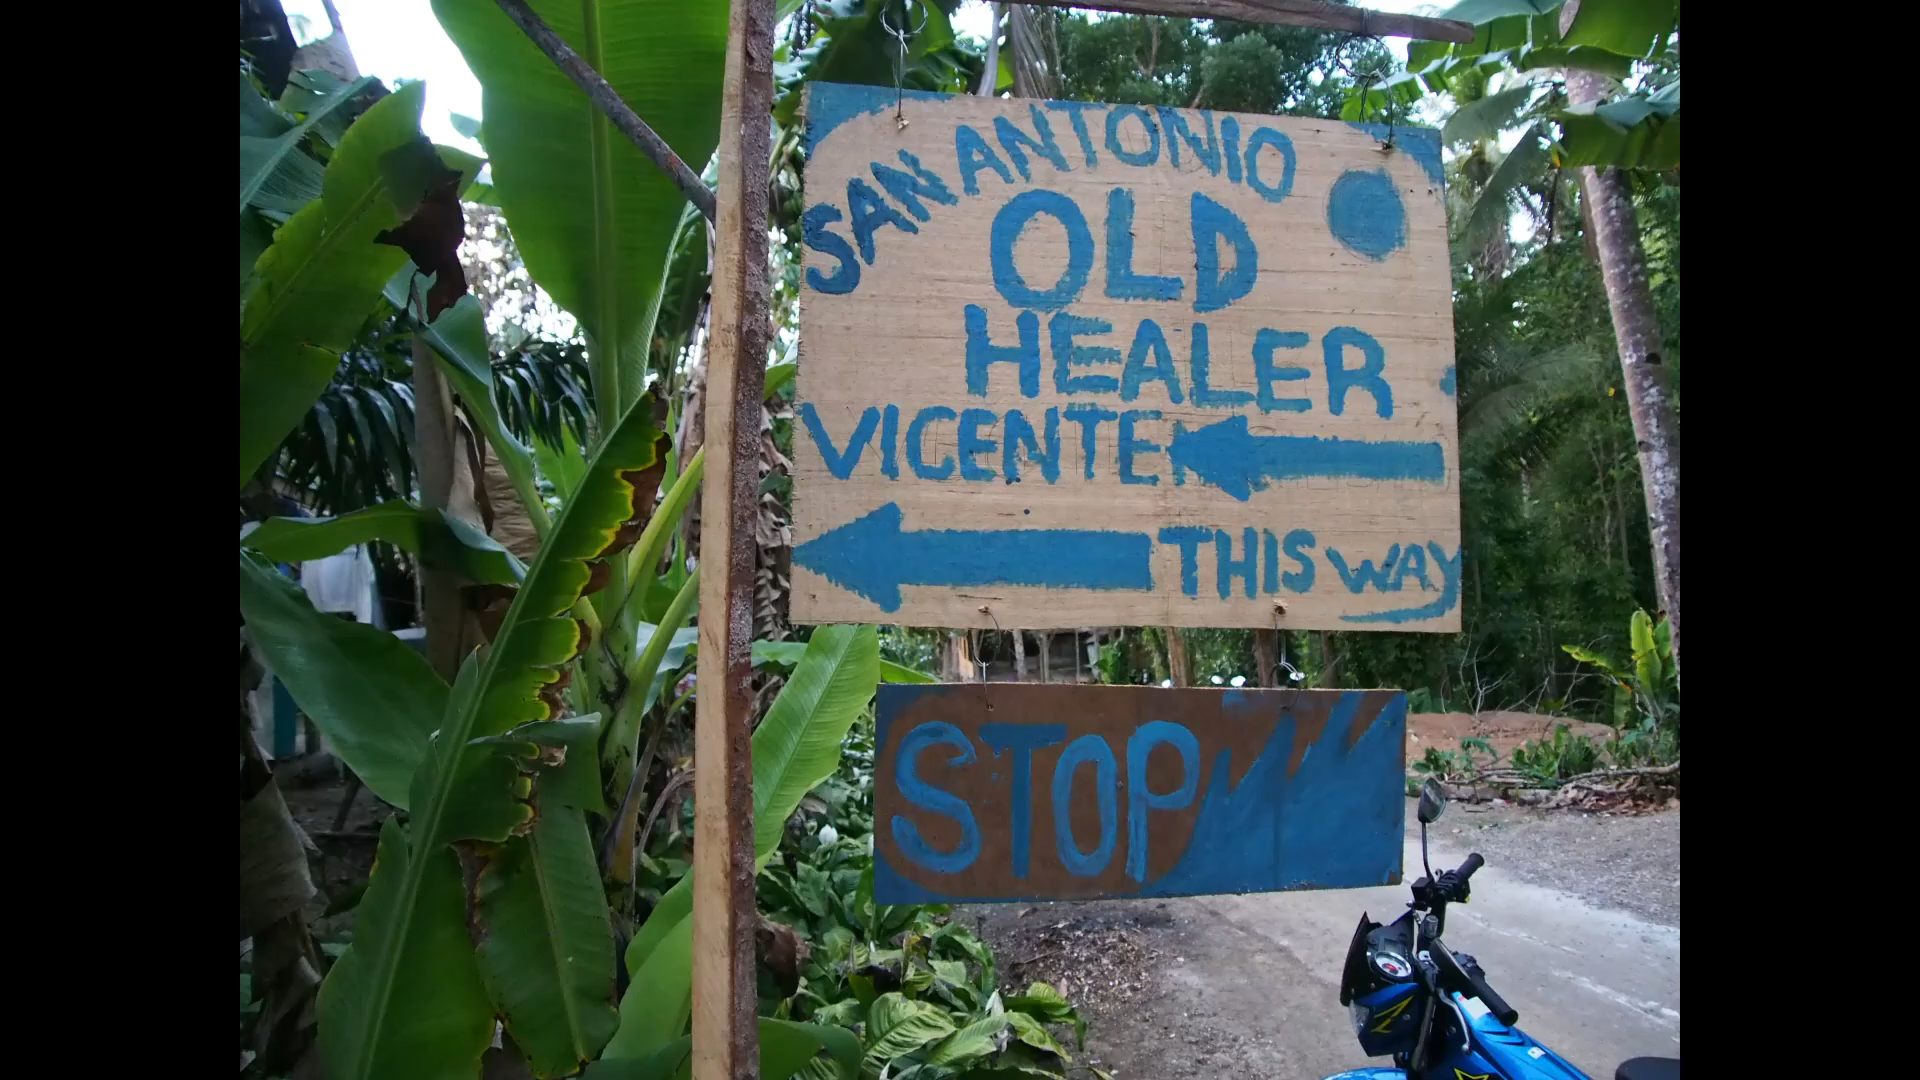 SAN ANTONIO
OLD
HEALER
VICENTE
THIS WAY
STOP